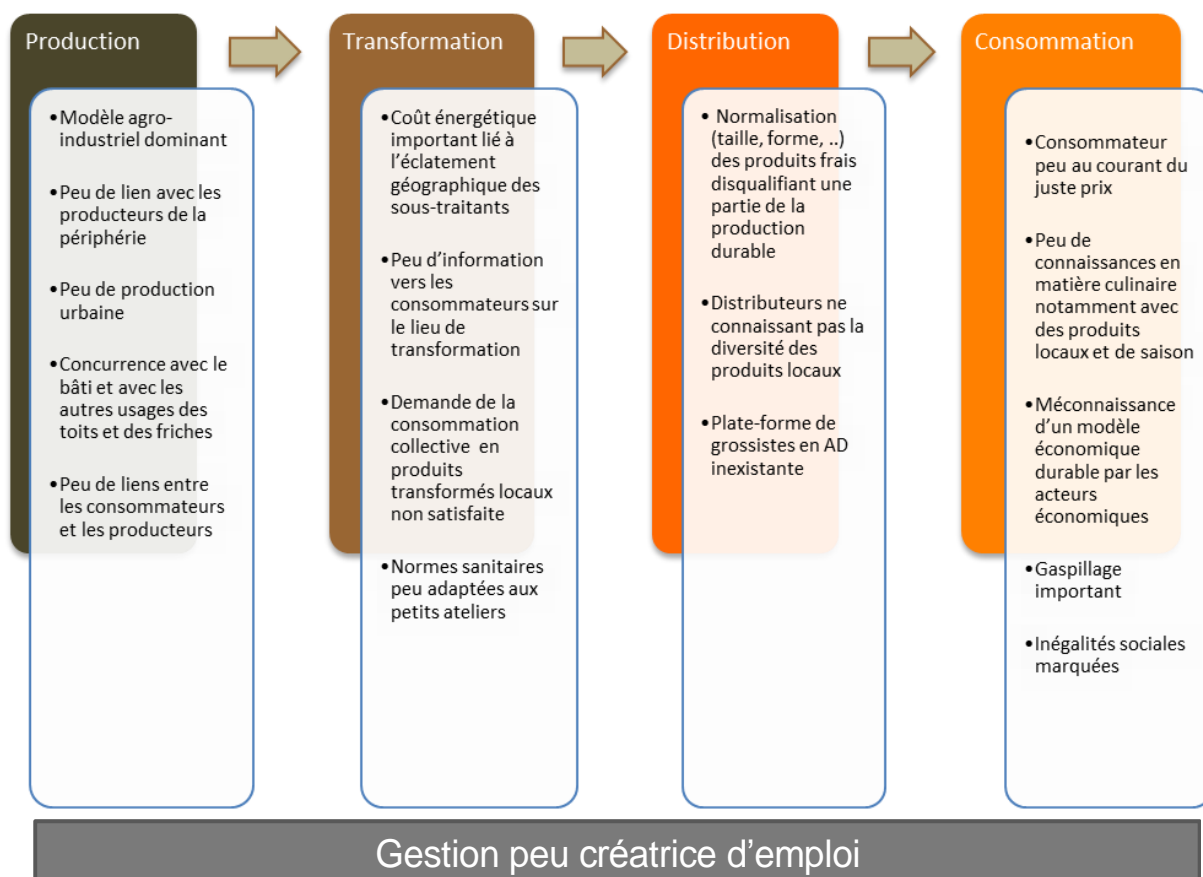 Production
•Modèle agro-
industriel dominant
•Peu de lien avec les
producteurs de la
périphérie
•Peu de production
urbaine
•Concurrence avec le
bâti et avec les
autres usages des
toits et des friches
•Peu de liens entre
les consommateurs
et les producteurs
Transformation
•Coût énergétique
important lié à
l’éclatement
géographique des
sous-traitants
•Peu d’information
vers les
consommateurs sur
le lieu de
transformation
•Demande de la
consommation
collective en
produits
transformés locaux
non satisfaite
•Normes sanitaires
peu adaptées aux
petits ateliers
Distribution
• Normalisation
(taille, forme, ..)
des produits frais
disqualifiant une
partie de la
production
durable
•Distributeurs ne
connaissant pas la
diversité des
produits locaux
•Plate-forme de
grossistes en AD
inexistante
Consommation
•Consommateur
peu au courant du
juste prix
•Peu de
connaissances en
matière culinaire
notamment avec
des produits
locaux et de saison
•Méconnaissance
d’un modèle
économique
durable par les
acteurs
économiques
•Gaspillage
important
•Inégalités sociales
marquées
Gestion peu créatrice d’emploi